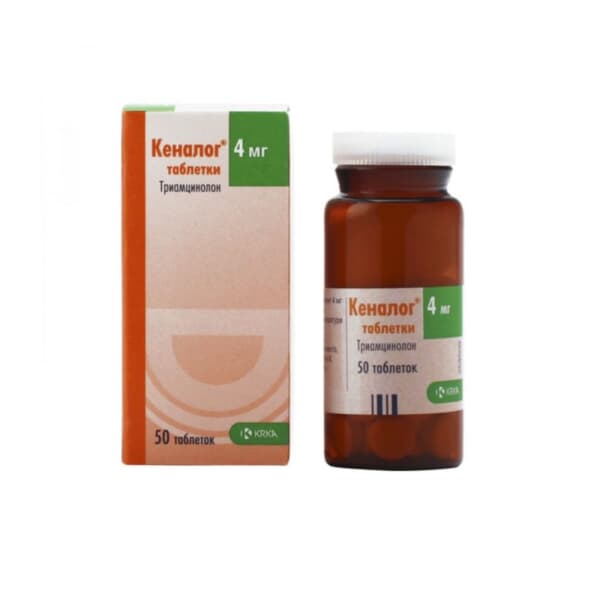 Кеналог® 4 мг
таблетки
Триамцинолон
50 таблеток
KRKA
Кеналог® 4 мг
таблетки
Триамцинолон
50 таблеток
KRKA